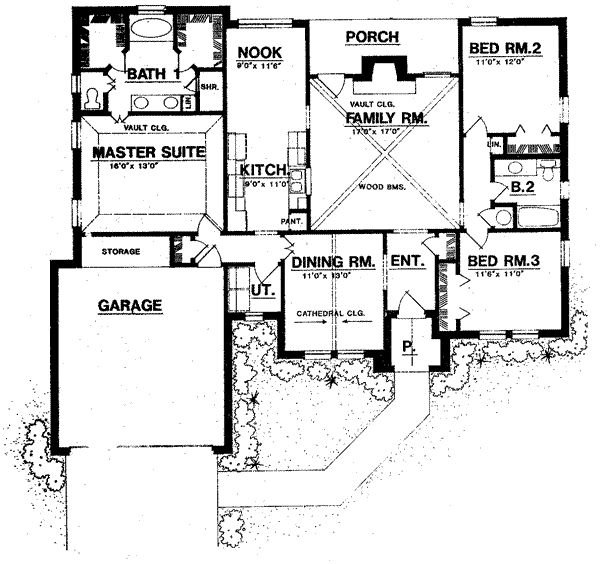 NOOK
9'0" x 11'6"
PORCH
BED RM.2
11'0" x 12'0"
BATH 1
LIN
SHR.
VAULT CLG.
FAMILY RM.
17'0" x 17'0"
VAULT CLG.
MASTER SUITE
16'0" x 13'0"
LIN.
KITCH.
9'0" x 11'0"
WOOD BMS.
B.2
PANT.
STORAGE
DINING RM.
11'0" x 13'0"
ENT.
BED RM.3
11'6" x 11'0"
UT.
GARAGE
CATHEDRAL CLG.
P.